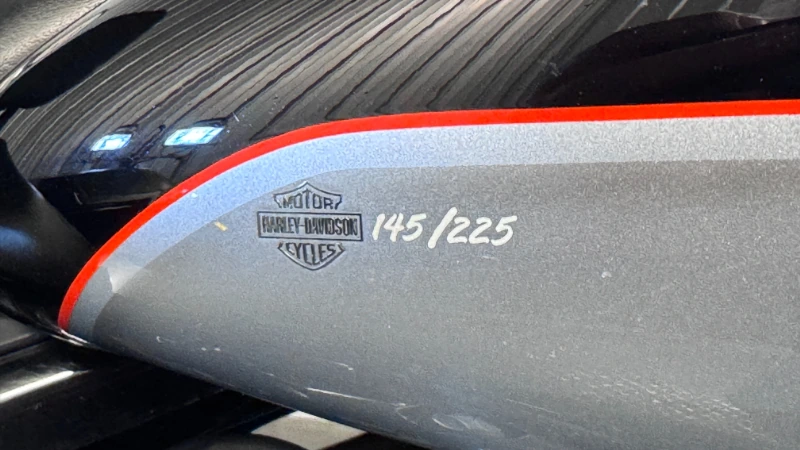 MOTOR
HARLEY-DAVIDSON
CYCLES
145/225